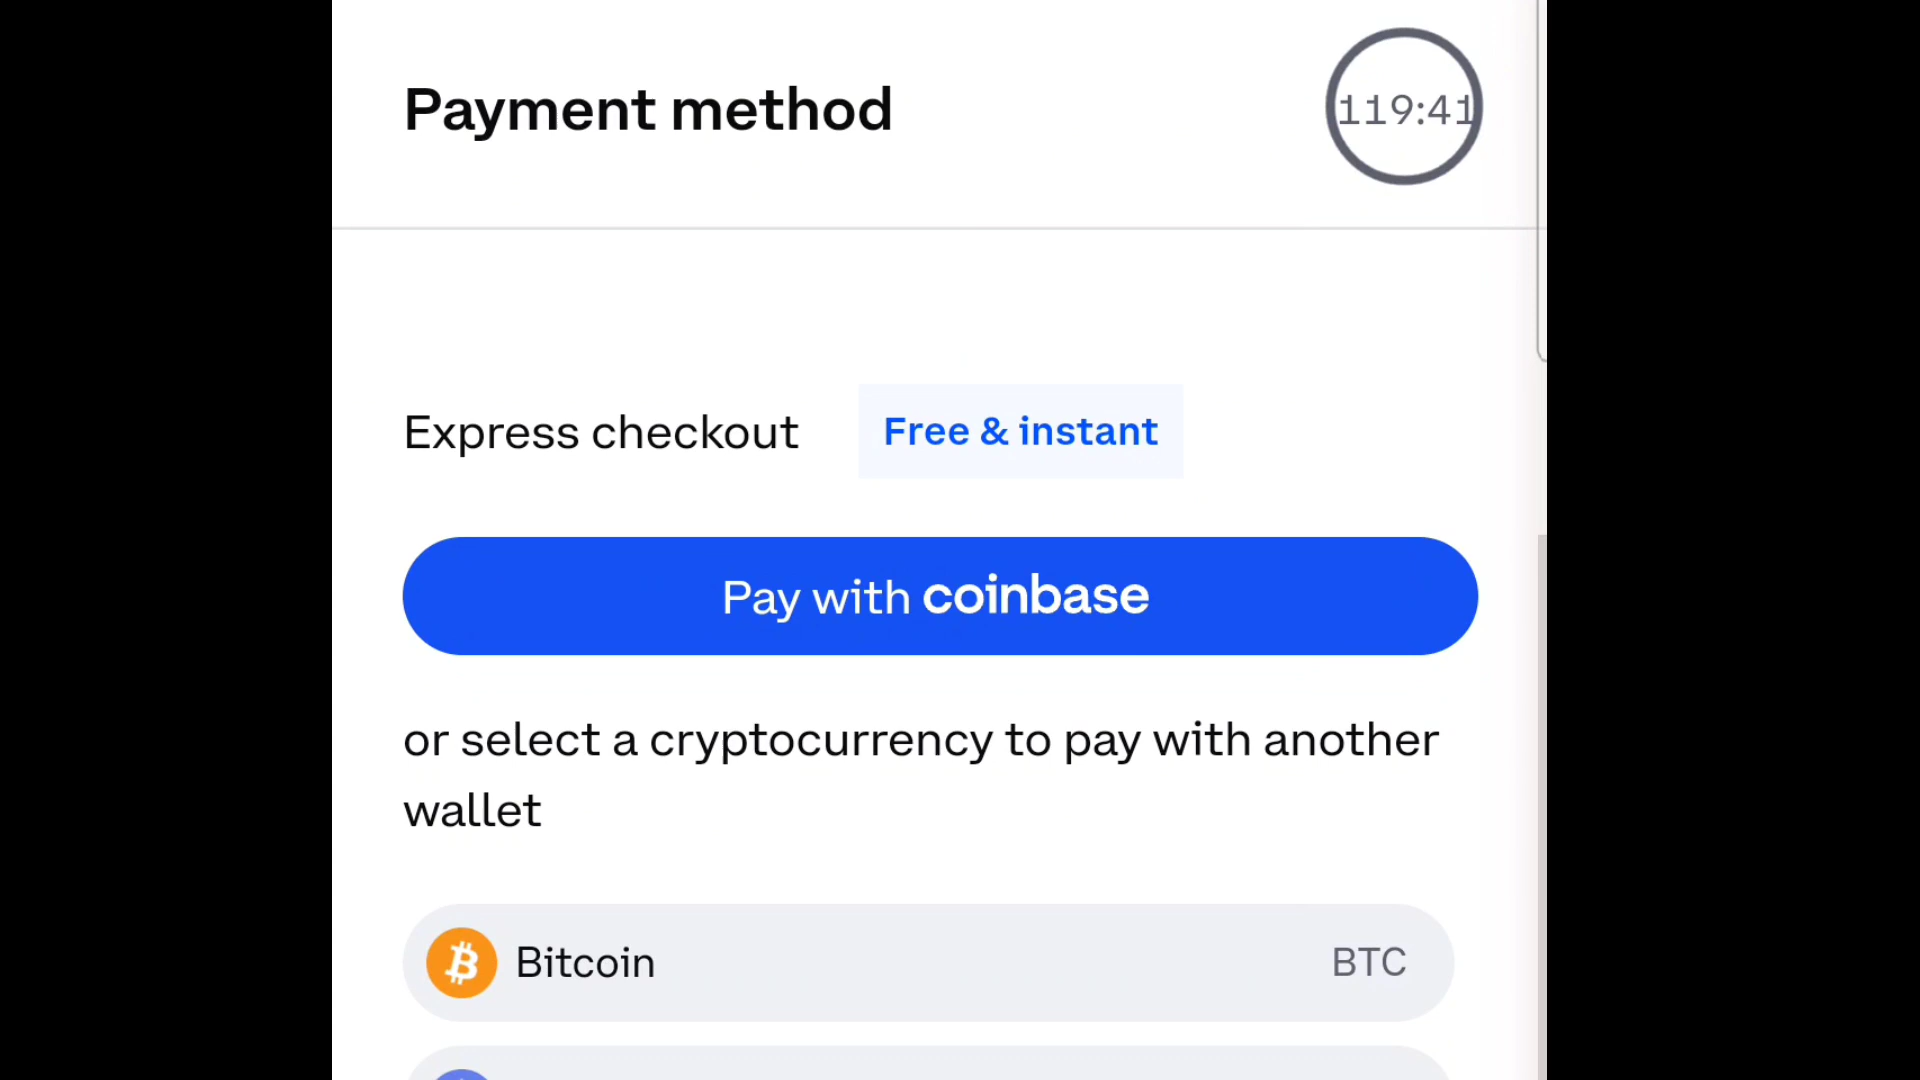 Payment method
119:41
Express checkout
Free & instant
Pay with coinbase
or select a cryptocurrency to pay with another
wallet
Bitcoin
BTC